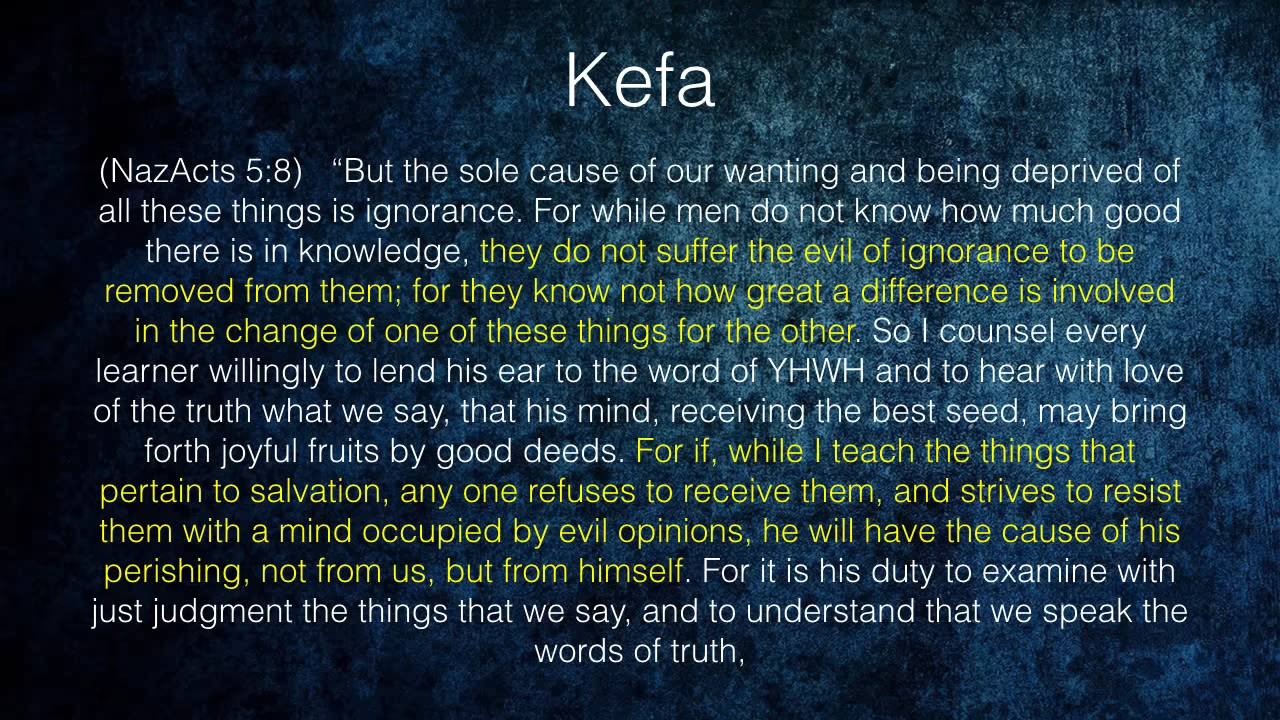 Kefa
(NazActs 5:8) “But the sole cause of our wanting and being deprived of
all these things is ignorance. For while men do not know how much good
there is in knowledge, they do not suffer the evil of ignorance to be
removed from them; for they know not how great a difference is involved
in the change of one of these things for the other. So I counsel every
learner willingly to lend his ear to the word of YHWH and to hear with love
of the truth what we say, that his mind, receiving the best seed, may bring
forth joyful fruits by good deeds. For if, while I teach the things that
pertain to salvation, any one refuses to receive them, and strives to resist
them with a mind occupied by evil opinions, he will have the cause of his
perishing, not from us, but from himself. For it is his duty to examine with
just judgment the things that we say, and to understand that we speak the
words of truth,